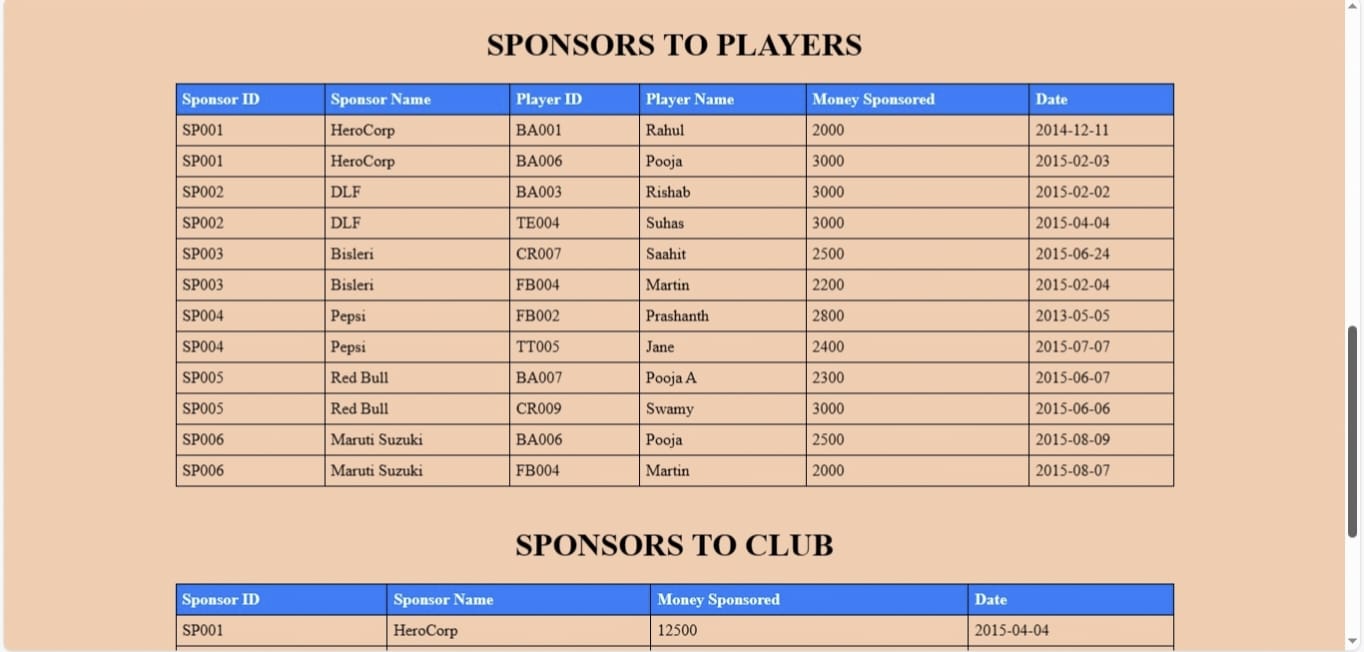 SPONSORS TO PLAYERS
Sponsor ID Sponsor Name Player ID Player Name Money Sponsored Date
SP001 HeroCorp BA001 Rahul 2000 2014-12-11
SP001 HeroCorp BA006 Pooja 3000 2015-02-03
SP002 DLF BA003 Rishab 3000 2015-02-02
SP002 DLF TE004 Suhas 3000 2015-04-04
SP003 Bisleri CR007 Saahit 2500 2015-06-24
SP003 Bisleri FB004 Martin 2200 2015-02-04
SP004 Pepsi FB002 Prashanth 2800 2013-05-05
SP004 Pepsi TT005 Jane 2400 2015-07-07
SP005 Red Bull BA007 Pooja A 2300 2015-06-07
SP005 Red Bull CR009 Swamy 3000 2015-06-06
SP006 Maruti Suzuki BA006 Pooja 2500 2015-08-09
SP006 Maruti Suzuki FB004 Martin 2000 2015-08-07
SPONSORS TO CLUB
Sponsor ID Sponsor Name Money Sponsored Date
SP001 HeroCorp 12500 2015-04-04